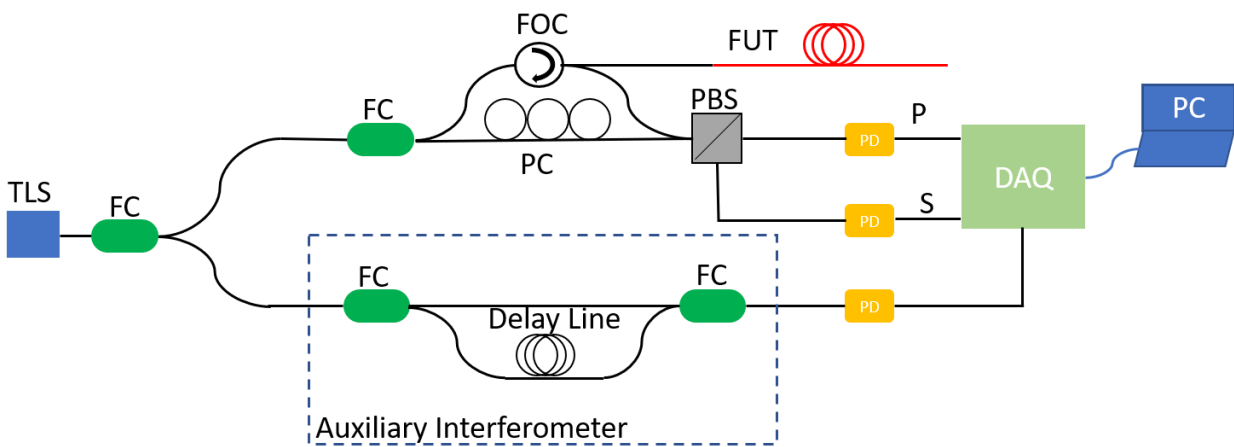 FOC
FUT
FC
PBS
P
PC
PD
PC
DAQ
TLS
FC
S
PD
FC
FC
Delay Line
PD
Auxiliary Interferometer